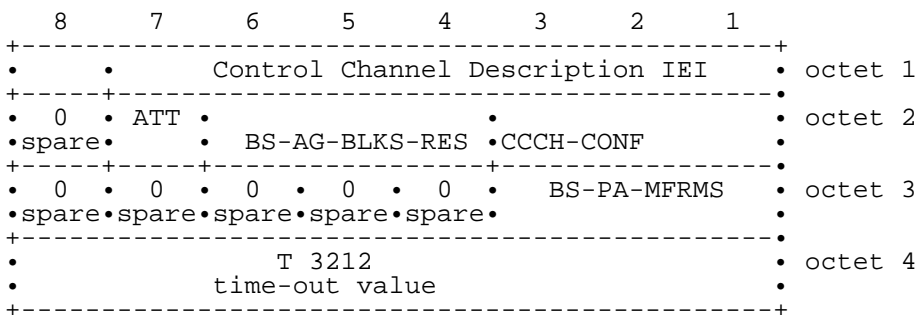 8 7 6 5 4 3 2 1
+-----------------------------------------------+
• • Control Channel Description IEI • octet 1
+-----+-----------------------------------------•
• 0 • ATT • • • octet 2
•spare• • BS-AG-BLKS-RES •CCCH-CONF •
+-----+-----+-----------------+-----------------•
• 0 • 0 • 0 • 0 • 0 • BS-PA-MFRMS • octet 3
•spare•spare•spare•spare•spare• •
+-----------------------------------------------•
• T 3212 • octet 4
• time-out value •
+-----------------------------------------------+